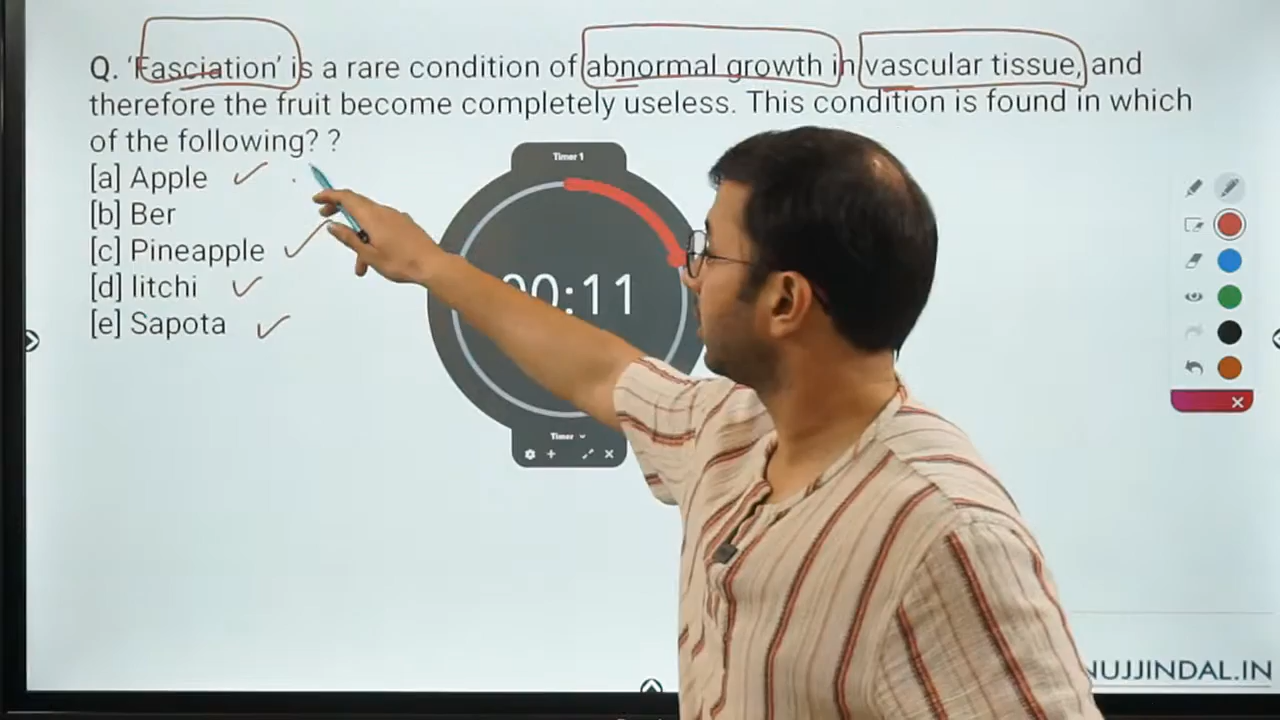 Q. 'Fasciation' is a rare condition of abnormal growth in vascular tissue, and
therefore the fruit become completely useless. This condition is found in which
of the following? ?
[a] Apple
[b] Ber
[c] Pineapple
[d] litchi
[e] Sapota
Timer 1
00:11
Timer
NUJJINDAL.IN